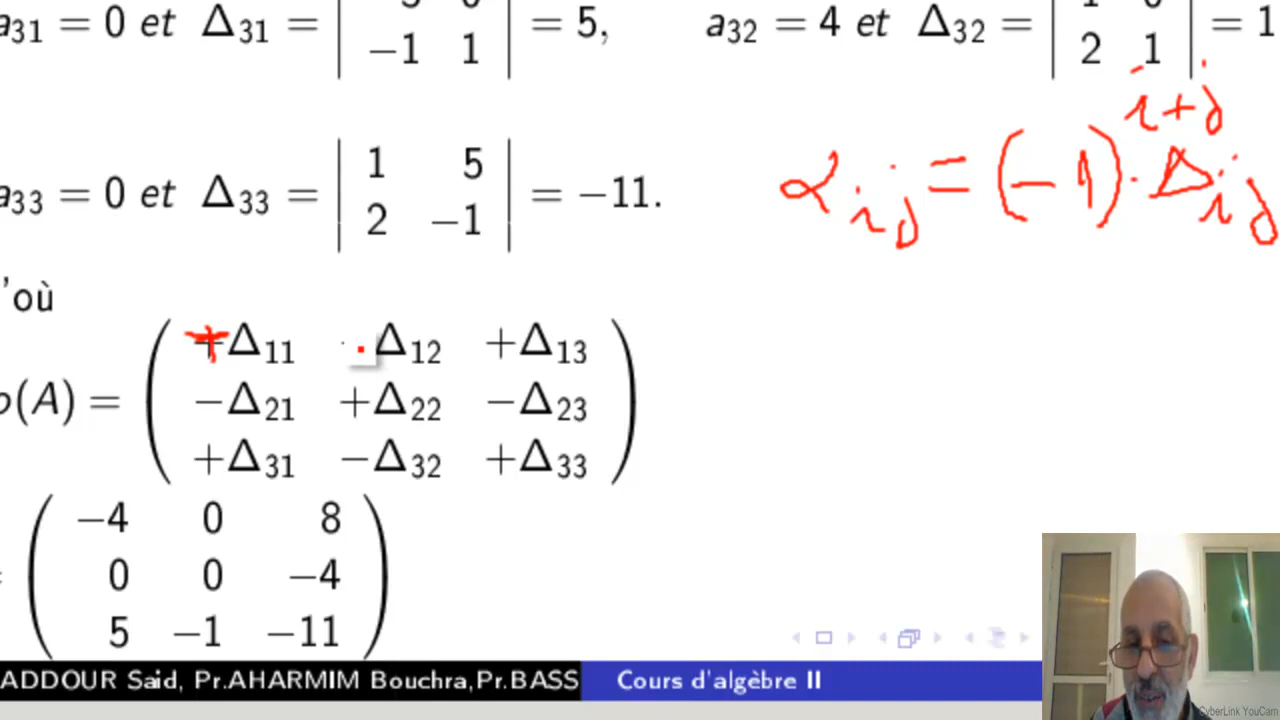 a31 = 0 et Δ31 = | −1 1 | = 5, a32 = 4 et Δ32 = | 2 1 | = 1
αij = (−1)^i+j · Δij
a33 = 0 et Δ33 = | 1 5 | = −11.
2 −1
'où
(A) = ( +Δ11 Δ12 +Δ13 )
−Δ21 +Δ22 −Δ23
+Δ31 −Δ32 +Δ33
( −4 0 8 )
0 0 −4
5 −1 −11
ADDOUR Said, Pr.AHARMIM Bouchra,Pr.BASS Cours d'algèbre II
CyberLink YouCam